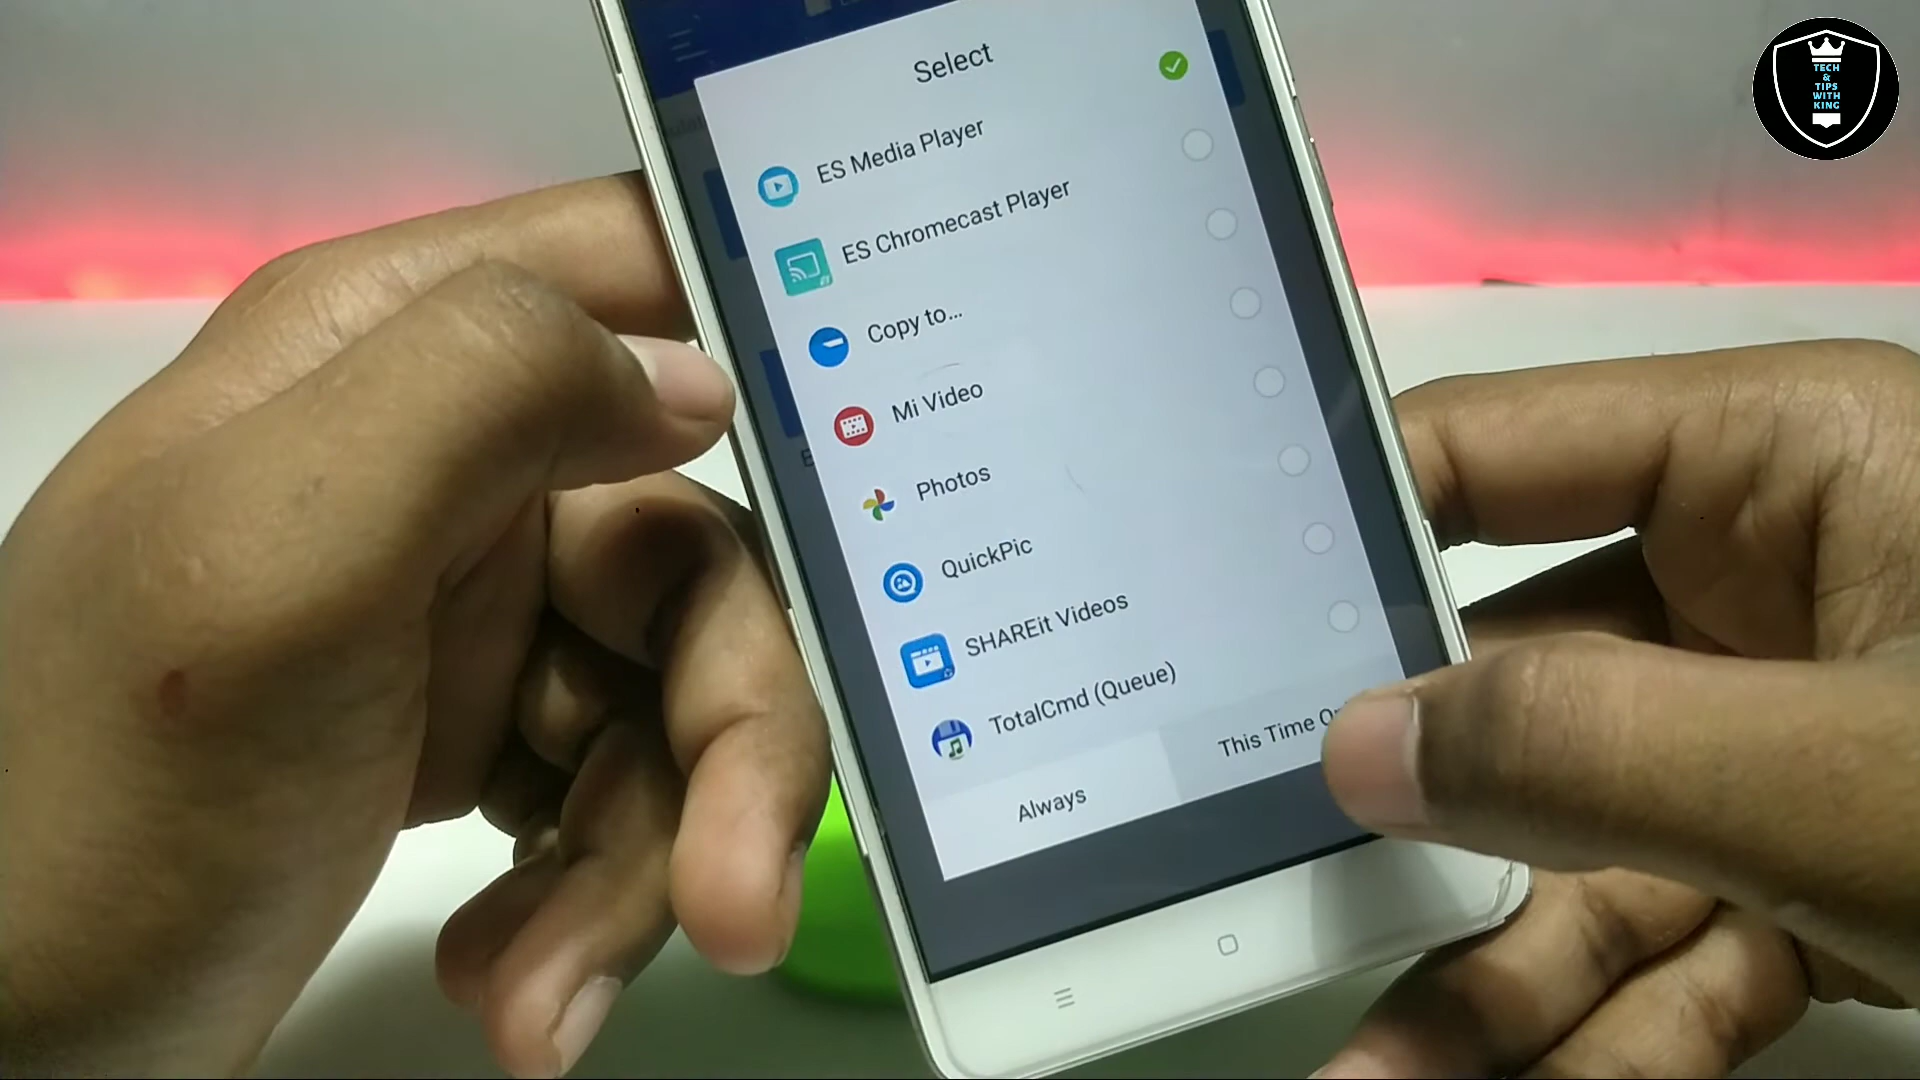 TECH
&
TIPS
WITH
KING
Select
ES Media Player
ES Chromecast Player
Copy to...
Mi Video
Photos
QuickPic
SHAREit Videos
TotalCmd (Queue)
Always
This Time